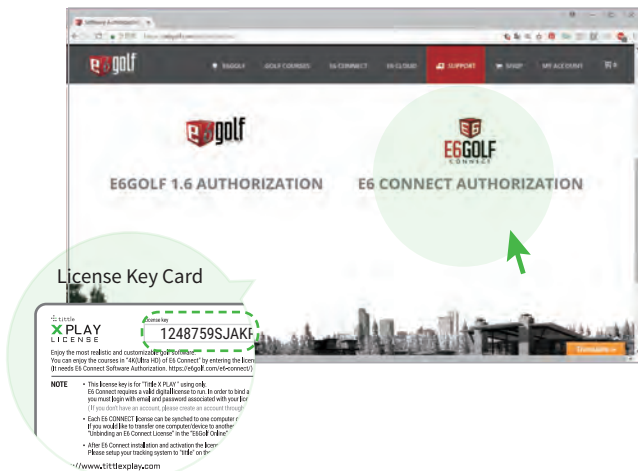 Software Authorization
e6golf
E6GOLF
GOLF COURSES
E6 CONNECT
E6 CLOUD
SUPPORT
SHOP
MY ACCOUNT
0
e6golf
E6
E6GOLF
CONNECT
E6GOLF 1.6 AUTHORIZATION
E6 CONNECT AUTHORIZATION
Translate »
License Key Card
tittle
X PLAY
LICENSE
License key
1248759SJAKF
Enjoy the most realistic and customizable golf software.
You can enjoy the courses in "4K(Ultra HD) of E6 Connect" by entering the licen
(It needs E6 Connect Software Authorization. https://e6golf.com/et-connect/)
NOTE
• This license key is for "Tittle X PLAY" using only.
E6 Connect requires a valid digital license to run. In order to bind a
you must login with email and password associated with your lice
(If you don't have an account, please create an account through
• Each E6 CONNECT license can be synched to one computer
If you would like to transfer one computer/device to another
"Unbinding an E6 Connect License" in the "E6Golf Online"
• After E6 Connect installation and activation the licen
Please setup your tracking system to "tittle" on th
://www.tittlexplay.com